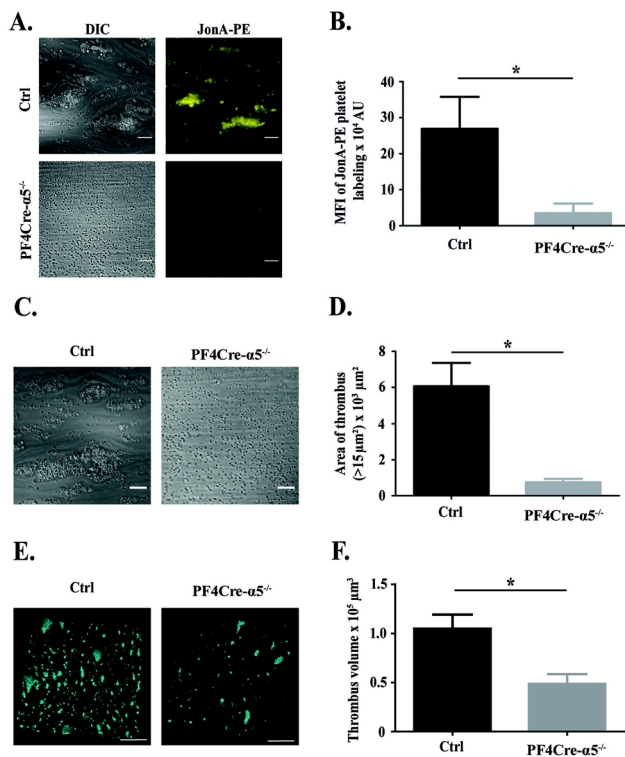 A.
DIC
JonA-PE
Ctrl
PF4Cre-α5⁻/⁻
B.
MFI of JonA-PE platelet
labeling x 10⁴ AU
40
30
20
10
0
*
Ctrl
PF4Cre-α5⁻/⁻
C.
Ctrl
PF4Cre-α5⁻/⁻
D.
Area of thrombus
(>15 µm²) x 10³ µm²
8
6
4
2
0
*
Ctrl
PF4Cre-α5⁻/⁻
E.
Ctrl
PF4Cre-α5⁻/⁻
F.
Thrombus volume x 10⁵ µm³
1.5
1.0
0.5
0.0
*
Ctrl
PF4Cre-α5⁻/⁻